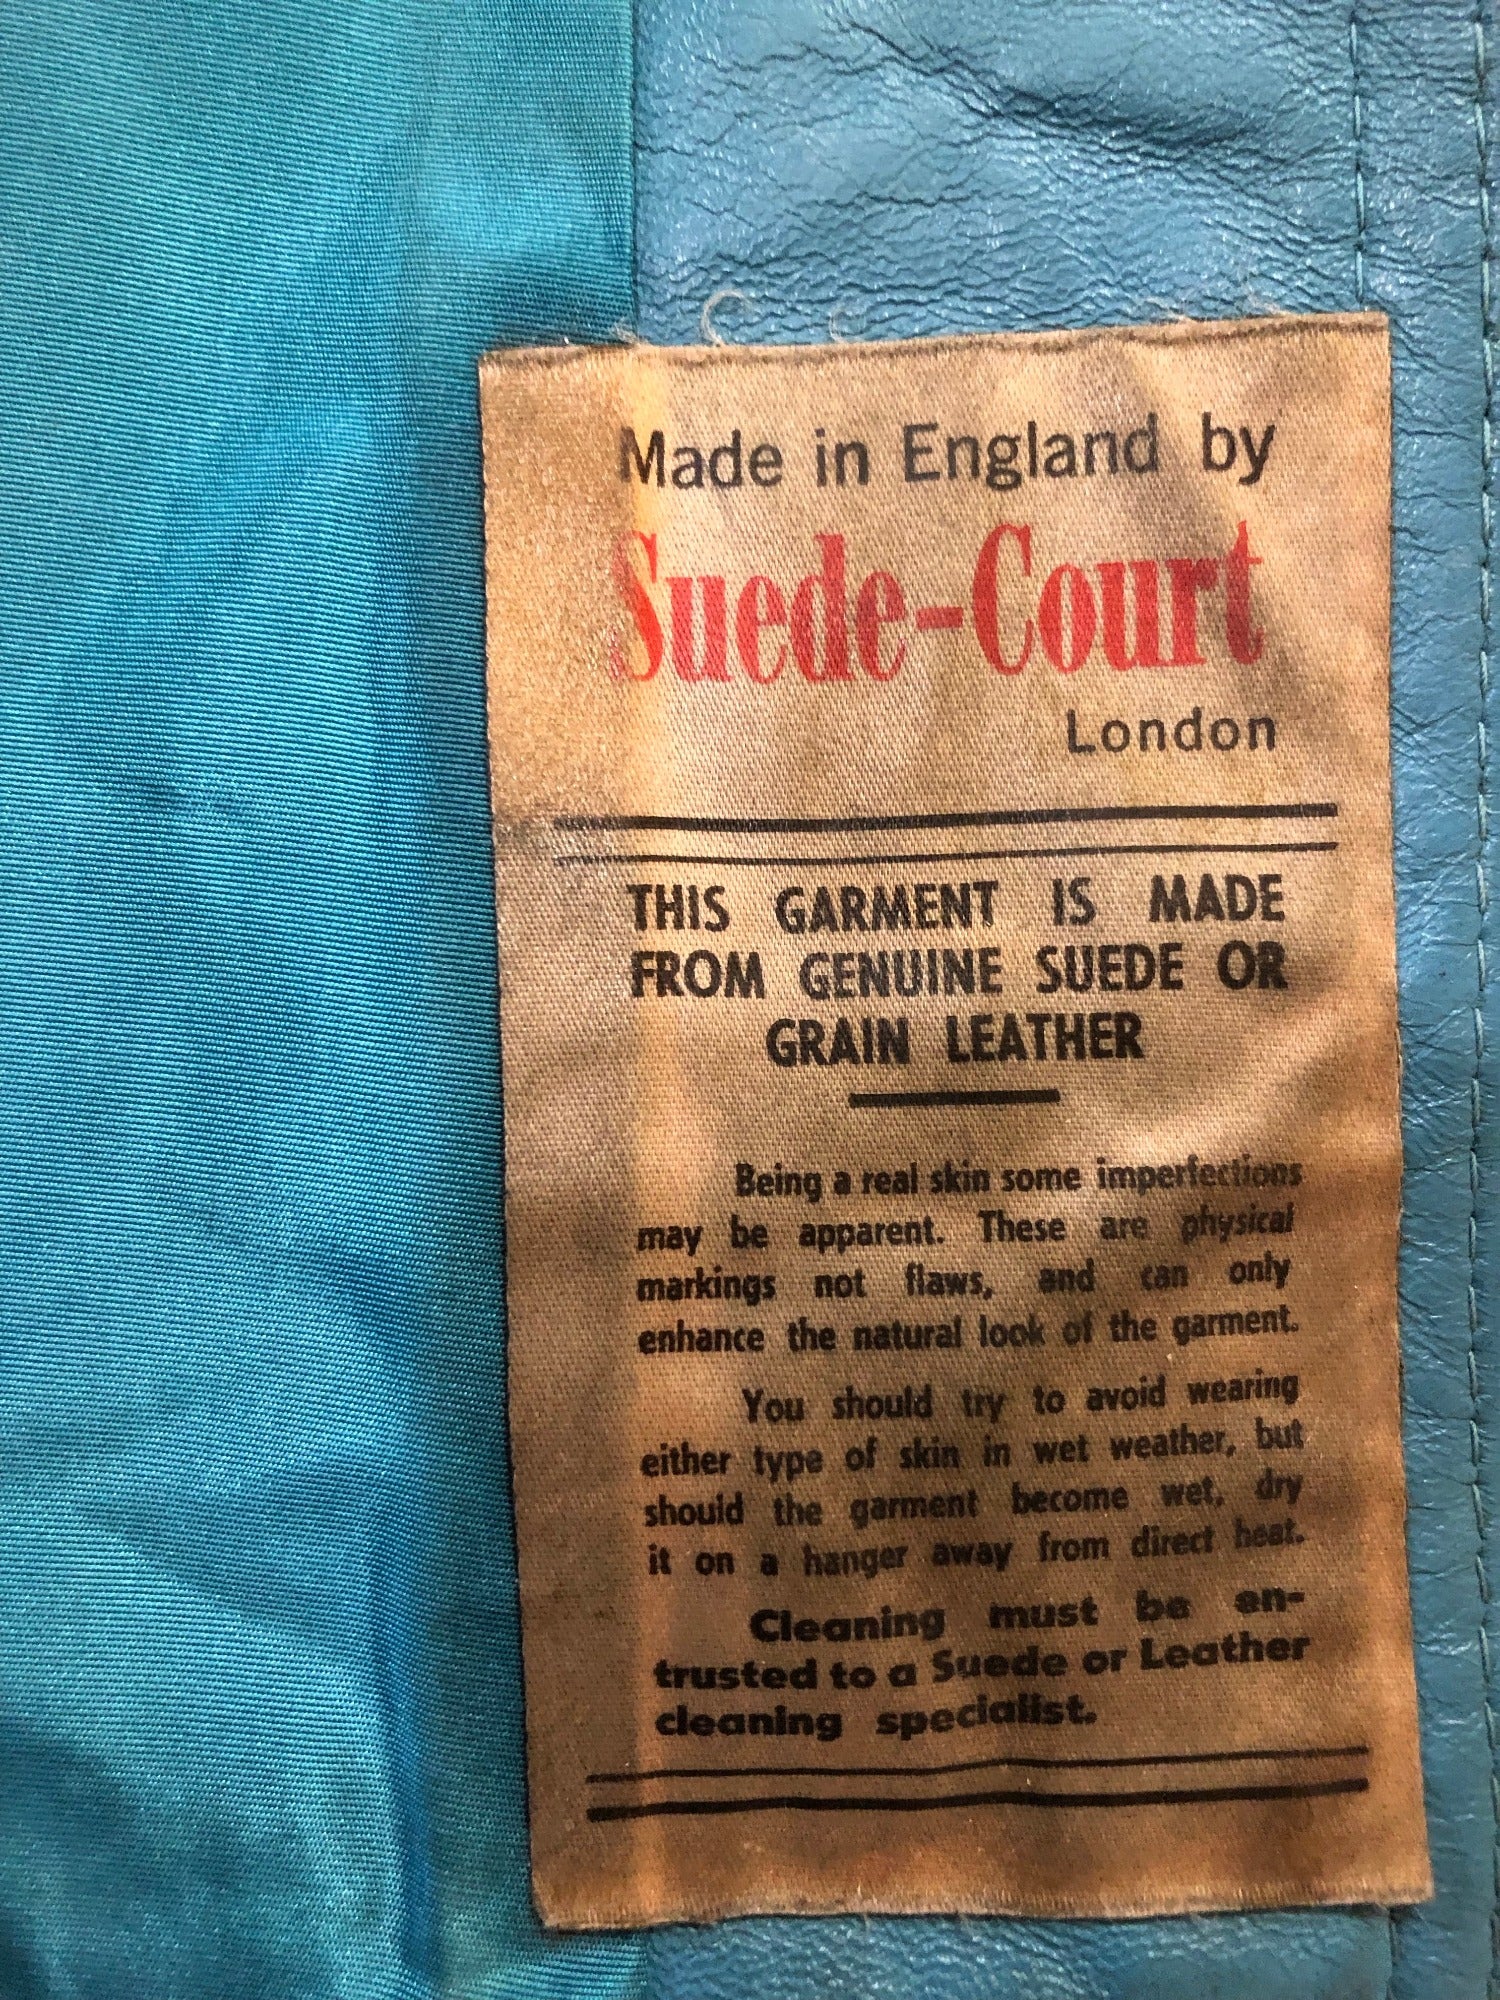 Made in England by
Suede-Court
London
THIS GARMENT IS MADE
FROM GENUINE SUEDE OR
GRAIN LEATHER
Being a real skin some imperfections
may be apparent. These are physical
markings not flaws, and can only
enhance the natural look of the garment.
You should try to avoid wearing
either type of skin in wet weather, but
should the garment become wet, dry
it on a hanger away from direct heat.
Cleaning must be en-
trusted to a Suede or Leather
cleaning specialist.